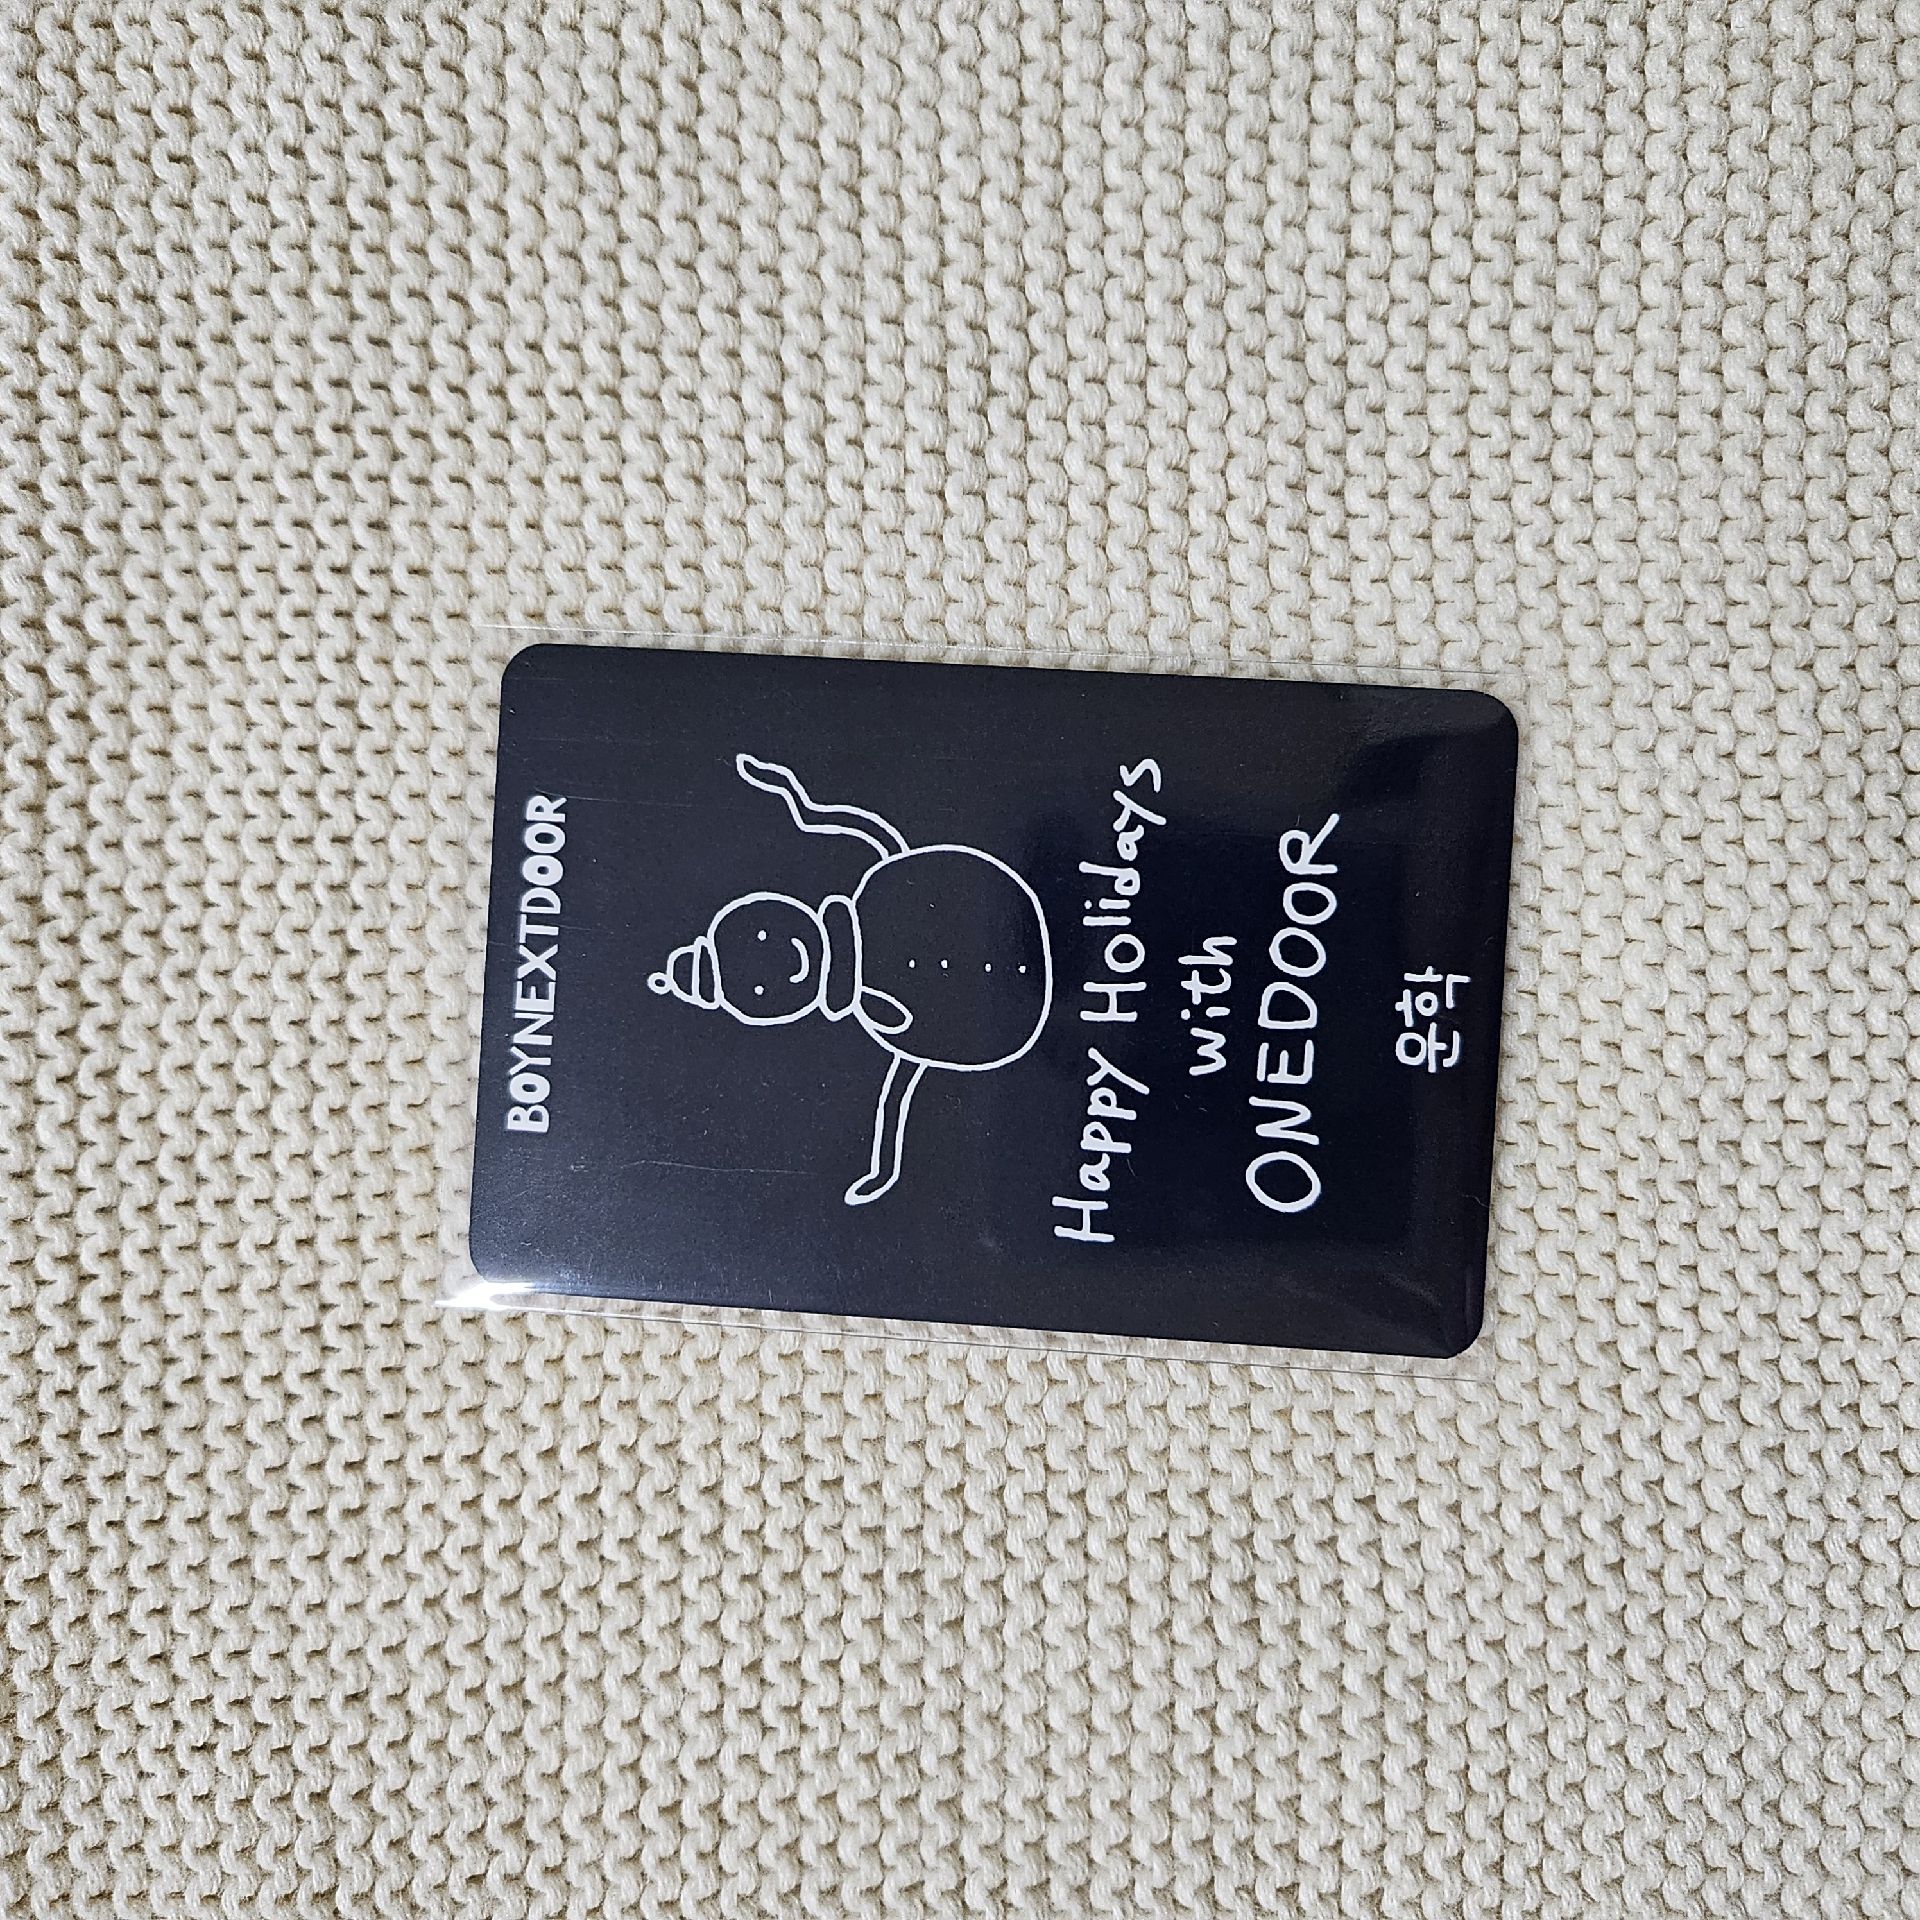 BOYNEXTDOOR
Happy Holidays
with
ONEDOOR
운학